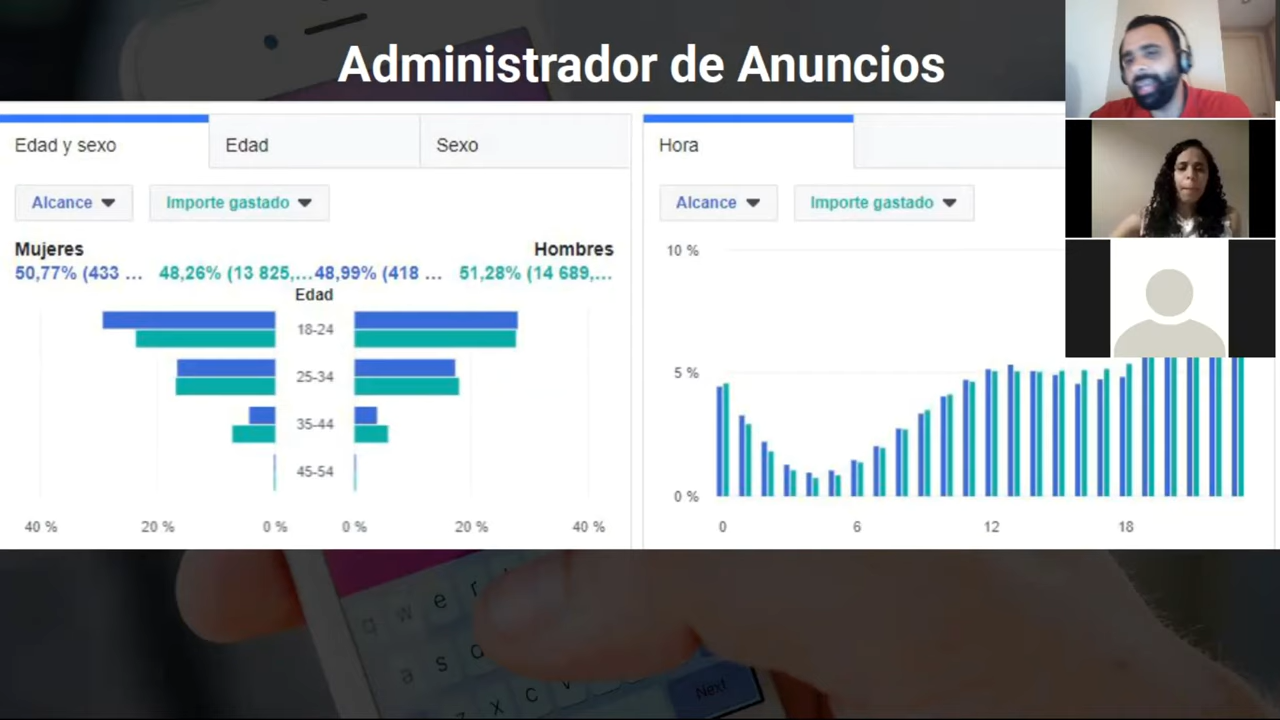 Administrador de Anuncios
Edad y sexo
Edad
Sexo
Alcance
Importe gastado
Mujeres
Hombres
50,77% (433 ...
48,26% (13 825,...
48,99% (418 ...
51,28% (14 689,...
Edad
18-24
25-34
35-44
45-54
40 %
20 %
0 %
0 %
20 %
40 %
Hora
Alcance
Importe gastado
10 %
5 %
0 %
0
6
12
18
q w e r
a s
z x c v
Next